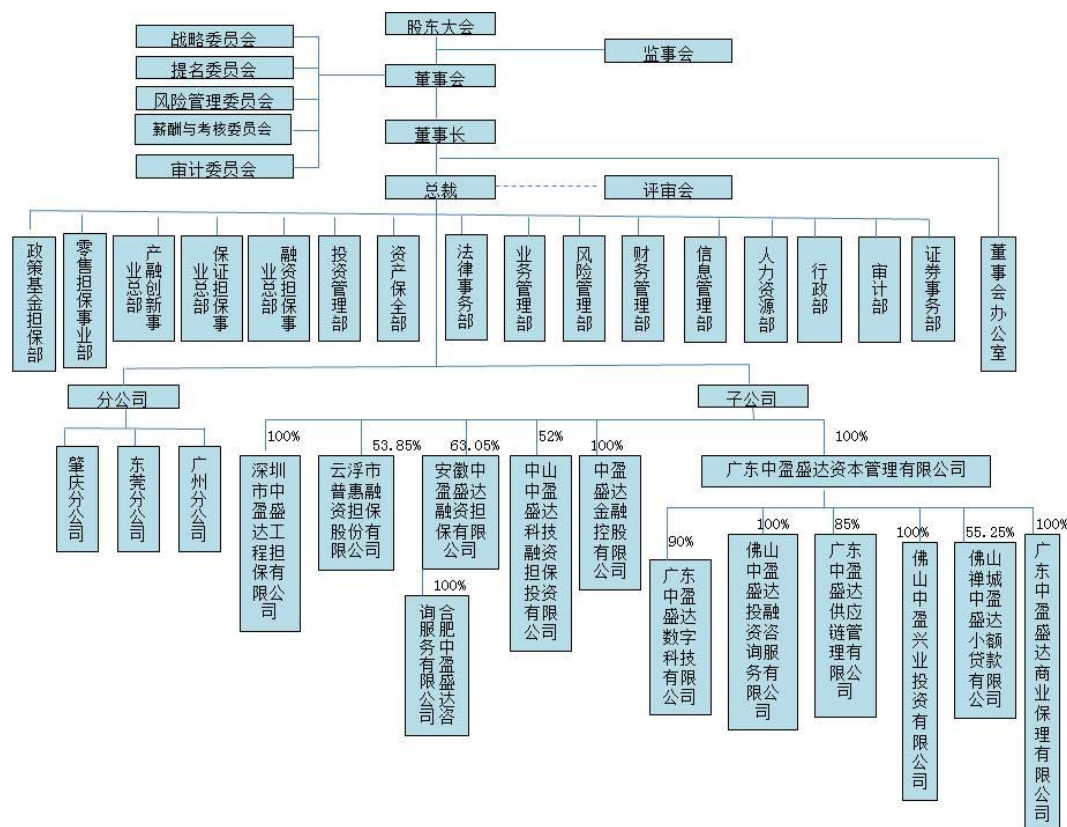 股东大会
战略委员会
监事会
提名委员会
董事会
风险管理委员会
薪酬与考核委员会
董事长
审计委员会
总裁
评审会
政策基金担保部
零售担保事业部
产融创新事业总部
保证担保事业总部
融资担保事业总部
投资管理部
资产保全部
法律事务部
业务管理部
风险管理部
财务管理部
信息管理部
人力资源部
行政部
审计部
证券事务部
董事会办公室
分公司
子公司
肇庆分公司
东莞分公司
广州分公司
100%
深圳市中盈盛达工程担保有限公司
53.85%
云浮市普惠融资担保股份有限公司
63.05%
安徽中盈盛达融资担保有限公司
100%
合肥中盈盛达咨询服务有限公司
52%
中山中盈盛达科技融资担保投资有限公司
100%
中盈盛达金融控股有限公司
100%
广东中盈盛达资本管理有限公司
90%
广东中盈盛达数字科技有限公司
100%
佛山中盈盛达投融资咨询服务有限公司
85%
广东中盈盛达供应链管理有限公司
100%
佛山中盈兴业投资有限公司
55.25%
佛山禅城中盈盛达小额贷款有限公司
100%
广东中盈盛达商业保理有限公司